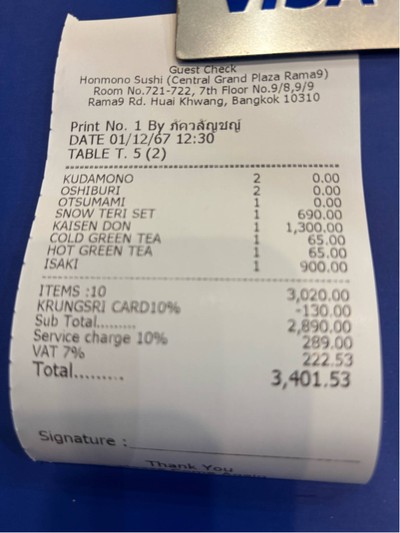 VISA
Guest Check
Honmono Sushi (Central Grand Plaza Rama9)
Room No.721-722, 7th Floor No.9/8,9/9
Rama9 Rd. Huai Khwang, Bangkok 10310
Print No. 1 By ภัควลัญชญ์
DATE 01/12/67 12:30
TABLE T. 5 (2)
KUDAMONO 2 0.00
OSHIBURI 2 0.00
OTSUMAMI 1 0.00
SNOW TERI SET 1 690.00
KAISEN DON 1 1,300.00
COLD GREEN TEA 1 65.00
HOT GREEN TEA 1 65.00
ISAKI 1 900.00
ITEMS :10 3,020.00
KRUNGSRI CARD10% -130.00
Sub Total......... 2,890.00
Service charge 10% 289.00
VAT 7% 222.53
Total......... 3,401.53
Signature :
Thank You